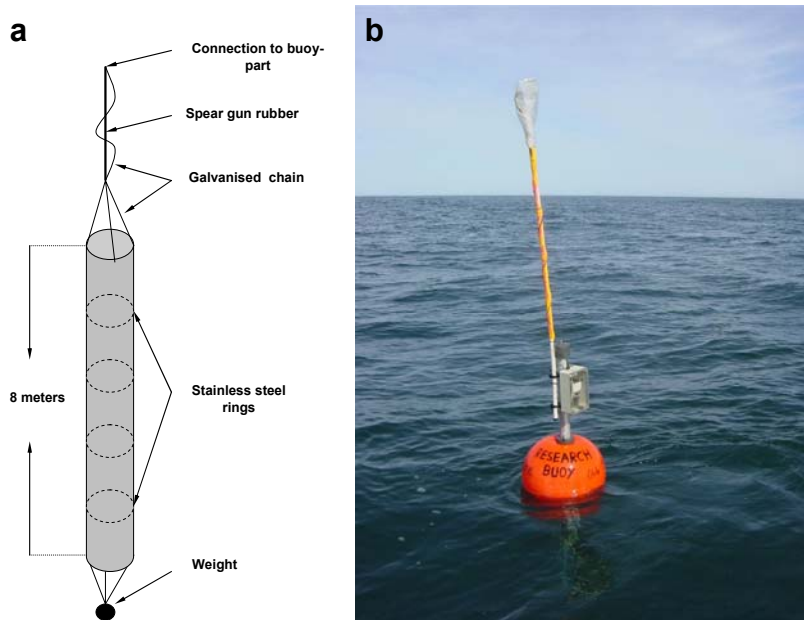 a
Connection to buoy-
part
Spear gun rubber
Galvanised chain
8 meters
Stainless steel
rings
Weight
b
RESEARCH
BUOY